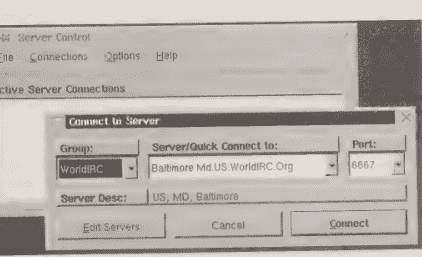 Server Control
File Connections Options Help
Active Server Connections
Connect to Server
Group: Server/Quick Connect to: Port:
WorldIRC Baltimore.Md.US.WorldIRC.Org 6667
Server Desc: US, MD, Baltimore
Edit Servers Cancel Connect